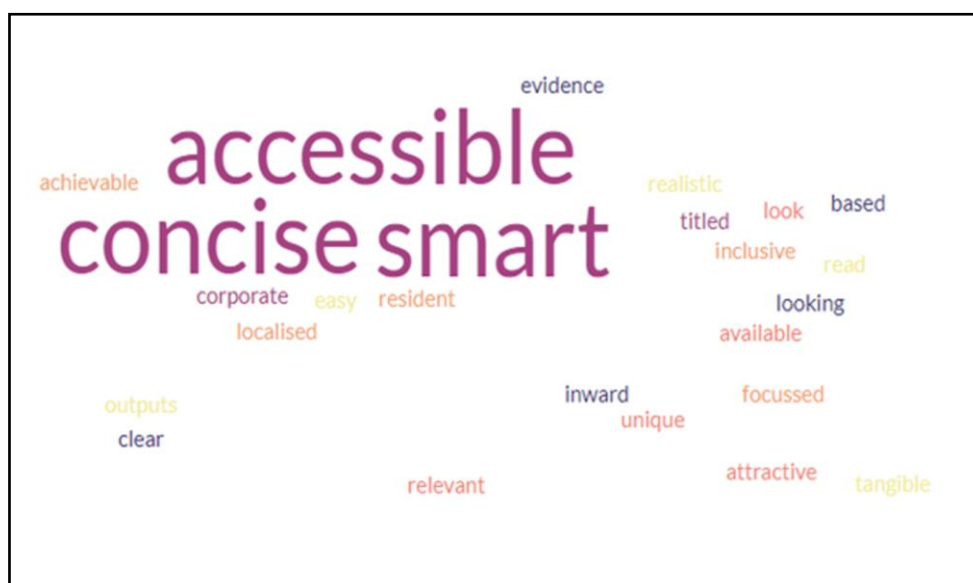 evidence
accessible
achievable
realistic
based
look
titled
concise smart
inclusive
read
corporate easy resident
looking
localised
available
inward
focussed
outputs
unique
clear
attractive
relevant
tangible